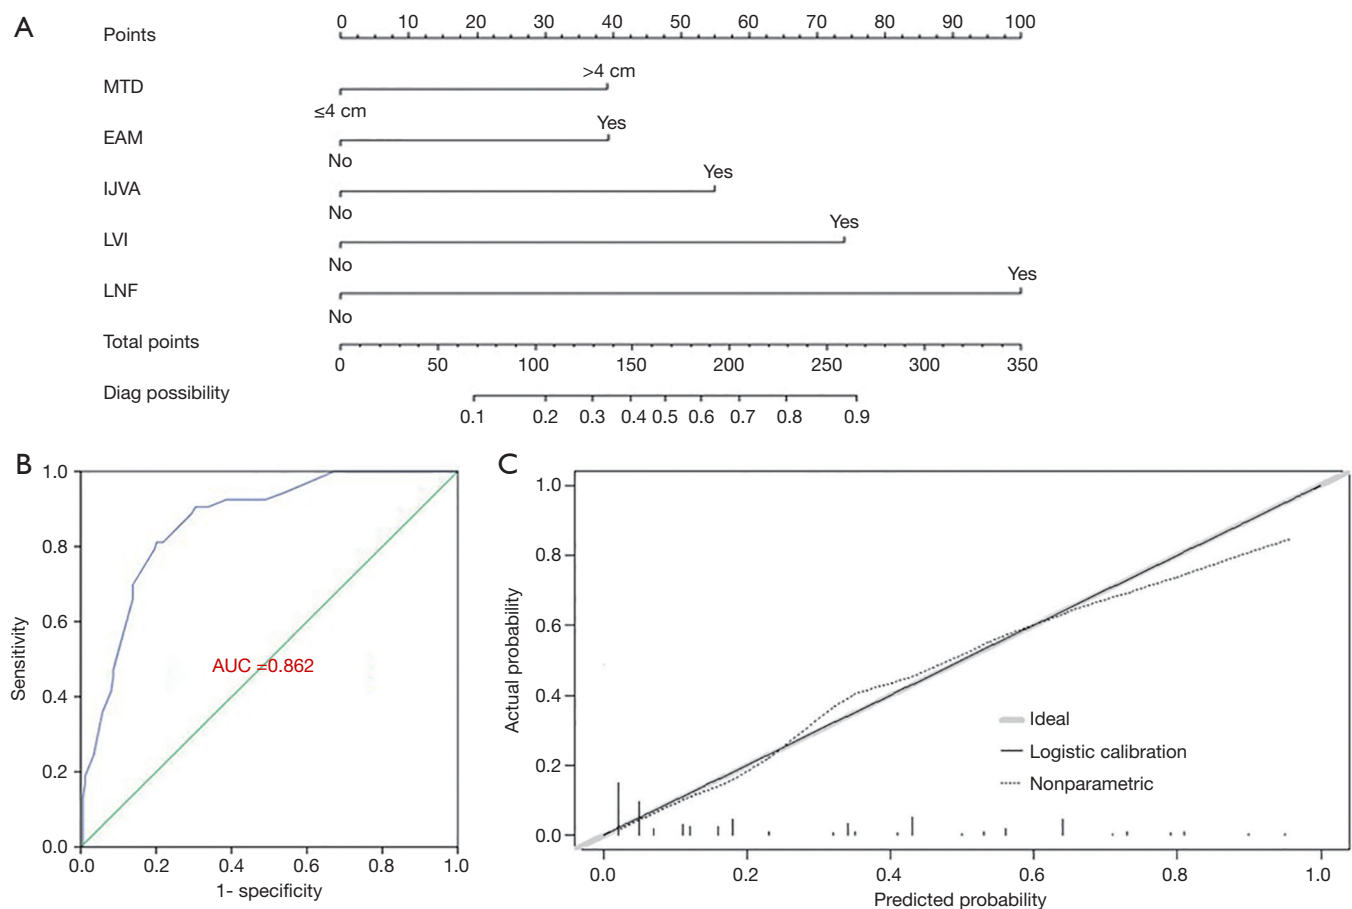 A
Points
0 10 20 30 40 50 60 70 80 90 100
MTD
>4 cm
≤4 cm
EAM
Yes
No
IJVA
Yes
No
LVI
Yes
No
LNF
Yes
No
Total points
0 50 100 150 200 250 300 350
Diag possibility
0.1 0.2 0.3 0.4 0.5 0.6 0.7 0.8 0.9
B
1.0
0.8
0.6
0.4
0.2
0.0
Sensitivity
AUC =0.862
0.0 0.2 0.4 0.6 0.8 1.0
1- specificity
C
1.0
0.8
0.6
0.4
0.2
0.0
Actual probability
Ideal
Logistic calibration
Nonparametric
0.0 0.2 0.4 0.6 0.8 1.0
Predicted probability